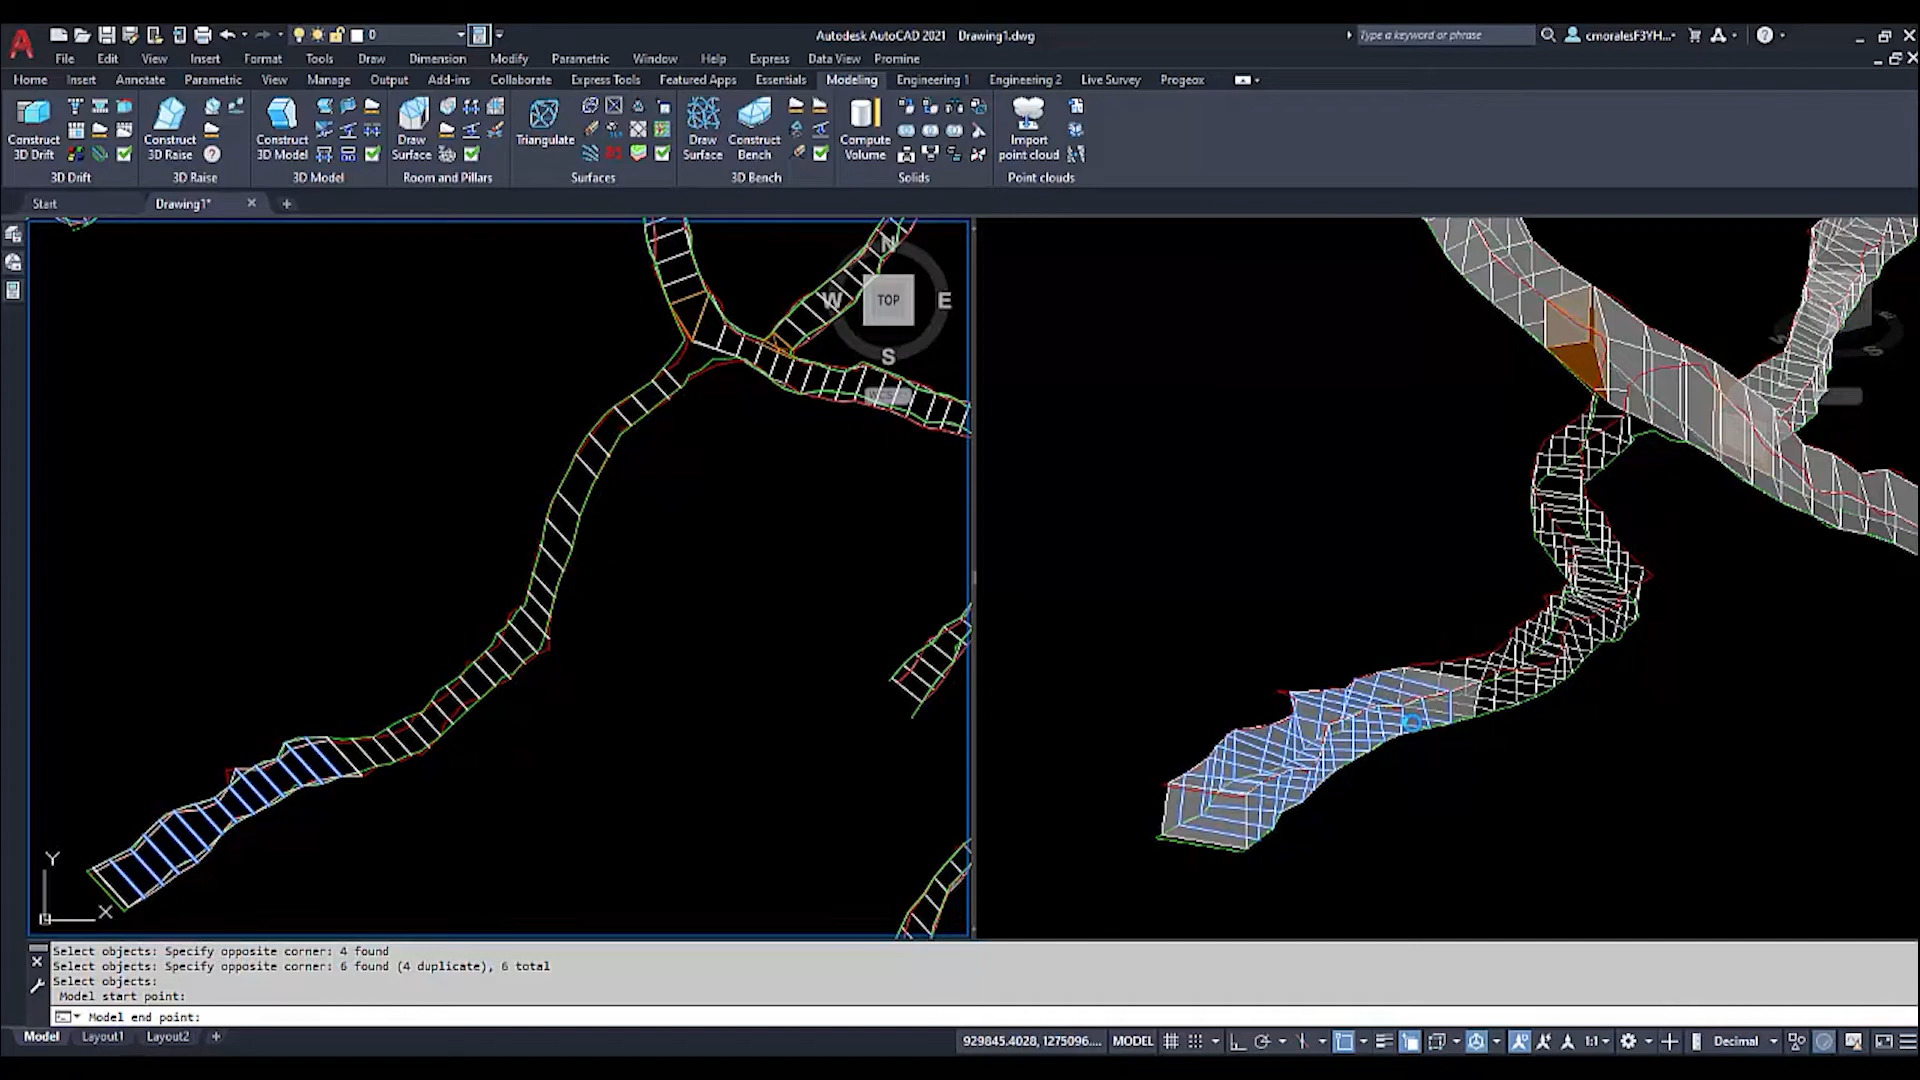 0
Autodesk AutoCAD 2021 Drawing1.dwg
Type a keyword or phrase
cmoralesF3YH...
File Edit View Insert Format Tools Draw Dimension Modify Parametric Window Help Express Data View Promine
Home Insert Annotate Parametric View Manage Output Add-ins Collaborate Express Tools Featured Apps Essentials Modeling Engineering 1 Engineering 2 Live Survey Progeox
Construct 3D Drift
Construct 3D Raise
Construct 3D Model
Draw Surface
Triangulate
Draw Surface
Construct Bench
Compute Volume
Import point cloud
3D Drift 3D Raise 3D Model Room and Pillars Surfaces 3D Bench Solids Point clouds
Start Drawing1*
N
W TOP E
S
S
Y
X
Select objects: Specify opposite corner: 4 found
Select objects: Specify opposite corner: 6 found (4 duplicate), 6 total
Select objects:
Model start point:
Model end point:
Model Layout1 Layout2 +
929845.4028, 1275096.... MODEL 1:1 Decimal